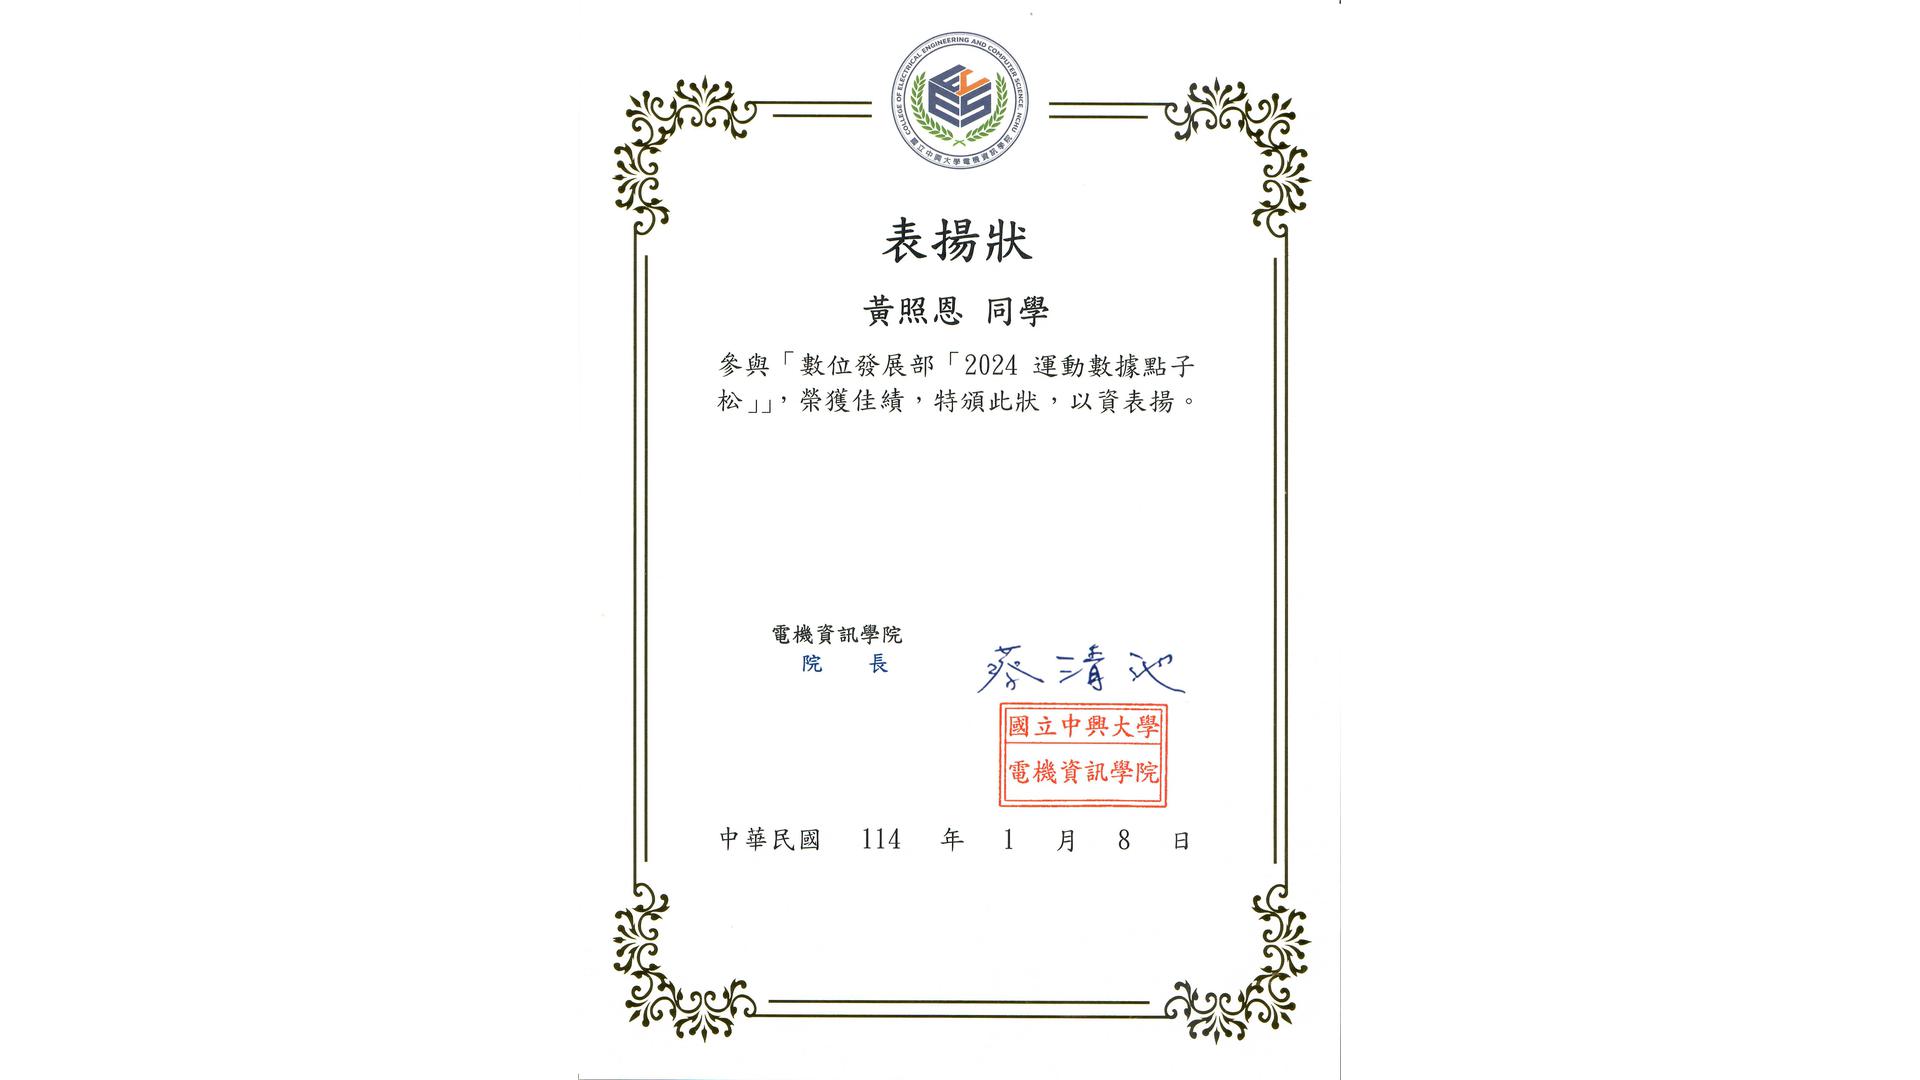 COLLEGE OF ELECTRICAL ENGINEERING AND COMPUTER SCIENCE, NCHU
EECS
國立中興大學電機資訊學院
表揚狀
黃照恩 同學
參與「數位發展部「2024 運動數據點子
松」」，榮獲佳績，特頒此狀，以資表揚。
電機資訊學院
院 長
蔡清池
國立中興大學
電機資訊學院
中華民國 114 年 1 月 8 日